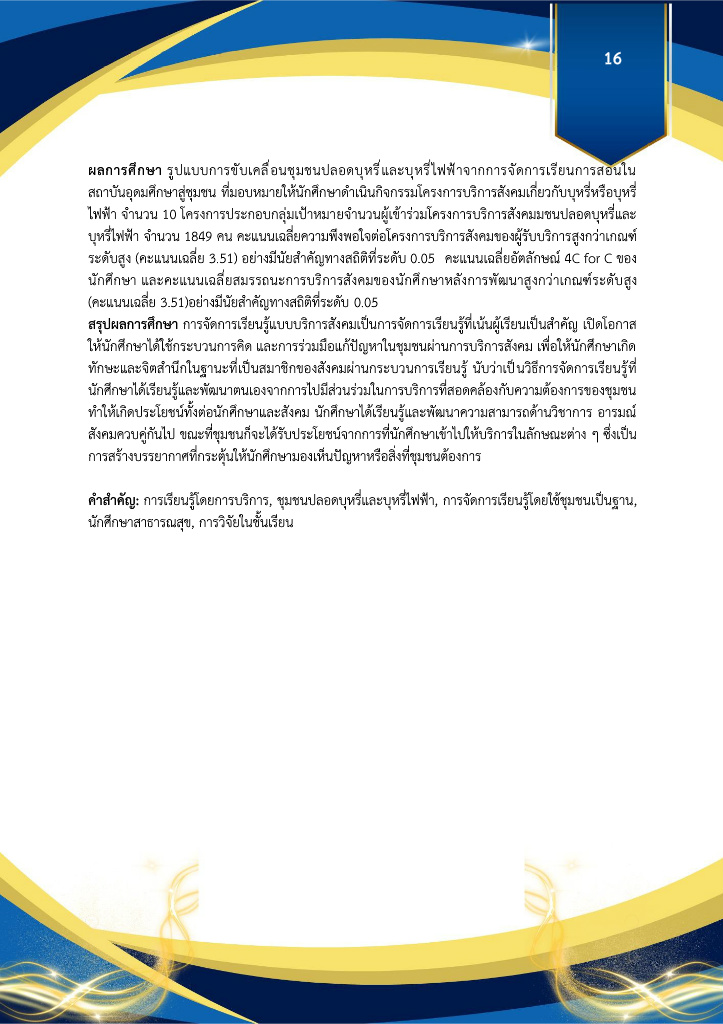 16
ผลการศึกษา รูปแบบการขับเคลื่อนชุมชนปลอดบุหรี่และบุหรี่ไฟฟ้าจากการจัดการเรียนการสอนใน
สถาบันอุดมศึกษาสู่ชุมชน ที่มอบหมายให้นักศึกษาดำเนินกิจกรรมโครงการบริการสังคมเกี่ยวกับบุหรี่หรือบุหรี่
ไฟฟ้า จำนวน 10 โครงการประกอบกลุ่มเป้าหมายจำนวนผู้เข้าร่วมโครงการบริการสังคมมชนปลอดบุหรี่และ
บุหรี่ไฟฟ้า จำนวน 1849 คน คะแนนเฉลี่ยความพึงพอใจต่อโครงการบริการสังคมของผู้รับบริการสูงกว่าเกณฑ์
ระดับสูง (คะแนนเฉลี่ย 3.51) อย่างมีนัยสำคัญทางสถิติที่ระดับ 0.05 คะแนนเฉลี่ยอัตลักษณ์ 4C for C ของ
นักศึกษา และคะแนนเฉลี่ยสมรรถนะการบริการสังคมของนักศึกษาหลังการพัฒนาสูงกว่าเกณฑ์ระดับสูง
(คะแนนเฉลี่ย 3.51)อย่างมีนัยสำคัญทางสถิติที่ระดับ 0.05
สรุปผลการศึกษา การจัดการเรียนรู้แบบบริการสังคมเป็นการจัดการเรียนรู้ที่เน้นผู้เรียนเป็นสำคัญ เปิดโอกาส
ให้นักศึกษาได้ใช้กระบวนการคิด และการร่วมมือแก้ปัญหาในชุมชนผ่านการบริการสังคม เพื่อให้นักศึกษาเกิด
ทักษะและจิตสำนึกในฐานะที่เป็นสมาชิกของสังคมผ่านกระบวนการเรียนรู้ นับว่าเป็นวิธีการจัดการเรียนรู้ที่
นักศึกษาได้เรียนรู้และพัฒนาตนเองจากการไปมีส่วนร่วมในการบริการที่สอดคล้องกับความต้องการของชุมชน
ทำให้เกิดประโยชน์ทั้งต่อนักศึกษาและสังคม นักศึกษาได้เรียนรู้และพัฒนาความสามารถด้านวิชาการ อารมณ์
สังคมควบคู่กันไป ขณะที่ชุมชนก็จะได้รับประโยชน์จากการที่นักศึกษาเข้าไปให้บริการในลักษณะต่าง ๆ ซึ่งเป็น
การสร้างบรรยากาศที่กระตุ้นให้นักศึกษามองเห็นปัญหาหรือสิ่งที่ชุมชนต้องการ
คำสำคัญ: การเรียนรู้โดยการบริการ, ชุมชนปลอดบุหรี่และบุหรี่ไฟฟ้า, การจัดการเรียนรู้โดยใช้ชุมชนเป็นฐาน,
นักศึกษาสาธารณสุข, การวิจัยในชั้นเรียน